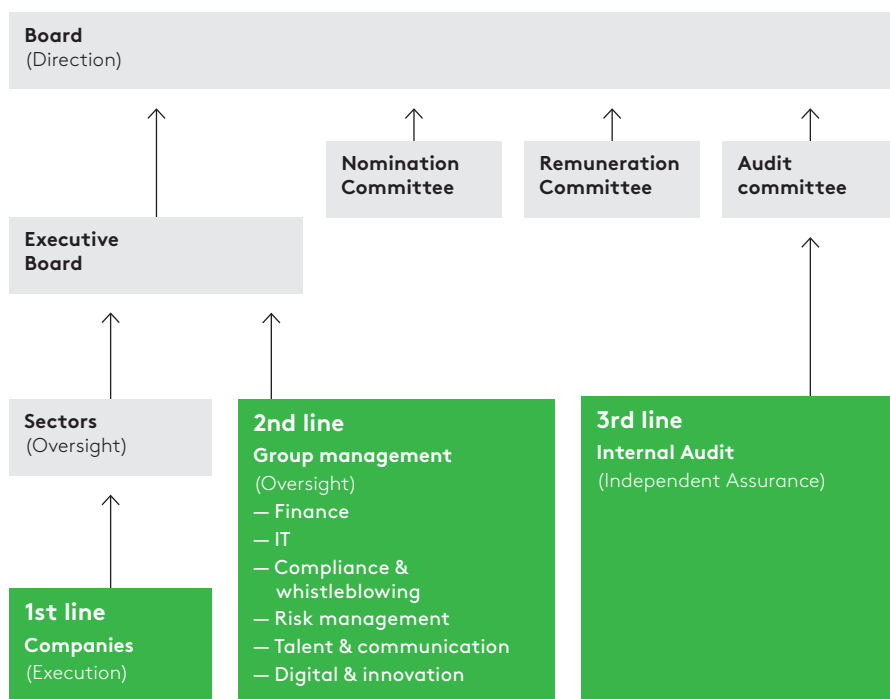 Board
(Direction)
Nomination
Committee
Remuneration
Committee
Audit
committee
Executive
Board
Sectors
(Oversight)
2nd line
Group management
(Oversight)
— Finance
— IT
— Compliance &
whistleblowing
— Risk management
— Talent & communication
— Digital & innovation
3rd line
Internal Audit
(Independent Assurance)
1st line
Companies
(Execution)